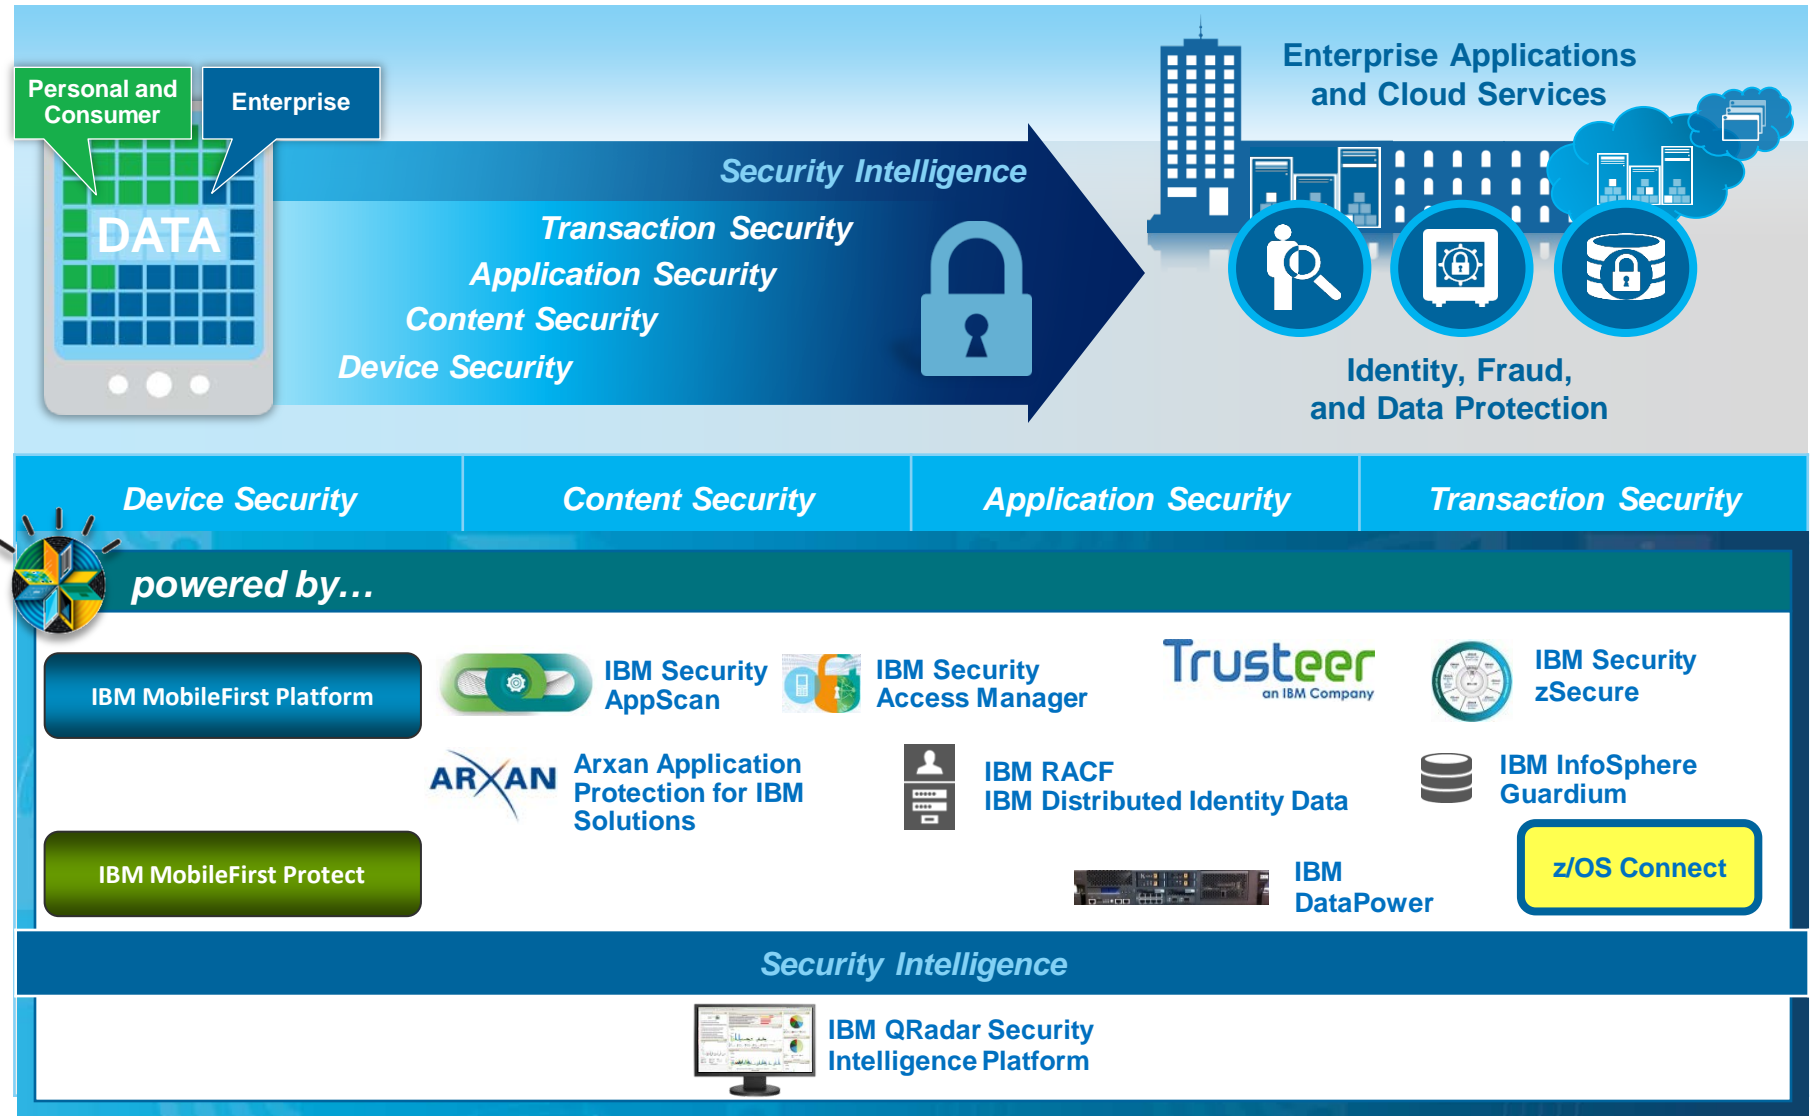 Personal and
Consumer
Enterprise
DATA
Security Intelligence
Transaction Security
Application Security
Content Security
Device Security
Enterprise Applications
and Cloud Services
Identity, Fraud,
and Data Protection
Device Security
Content Security
Application Security
Transaction Security
powered by...
IBM MobileFirst Platform
IBM Security
AppScan
IBM Security
Access Manager
Trusteer
an IBM Company
IBM Security
zSecure
ARXAN
Arxan Application
Protection for IBM
Solutions
IBM RACF
IBM Distributed Identity Data
IBM InfoSphere
Guardium
IBM MobileFirst Protect
IBM
DataPower
z/OS Connect
Security Intelligence
IBM QRadar Security
Intelligence Platform